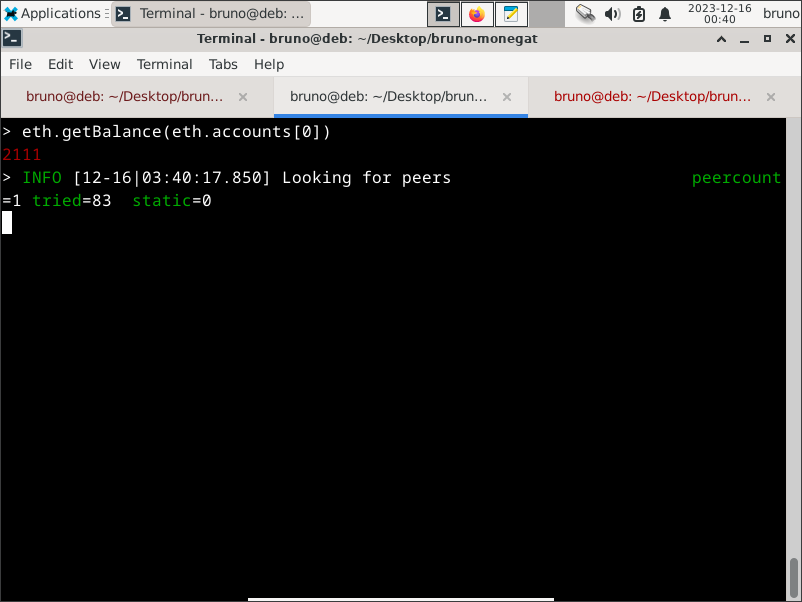 Applications
Terminal - bruno@deb: ...
2023-12-16
00:40
bruno
Terminal - bruno@deb: ~/Desktop/bruno-monegat
File Edit View Terminal Tabs Help
bruno@deb: ~/Desktop/brun...
bruno@deb: ~/Desktop/brun...
bruno@deb: ~/Desktop/brun...
> eth.getBalance(eth.accounts[0])
2111
> INFO [12-16|03:40:17.850] Looking for peers peercount
=1 tried=83 static=0